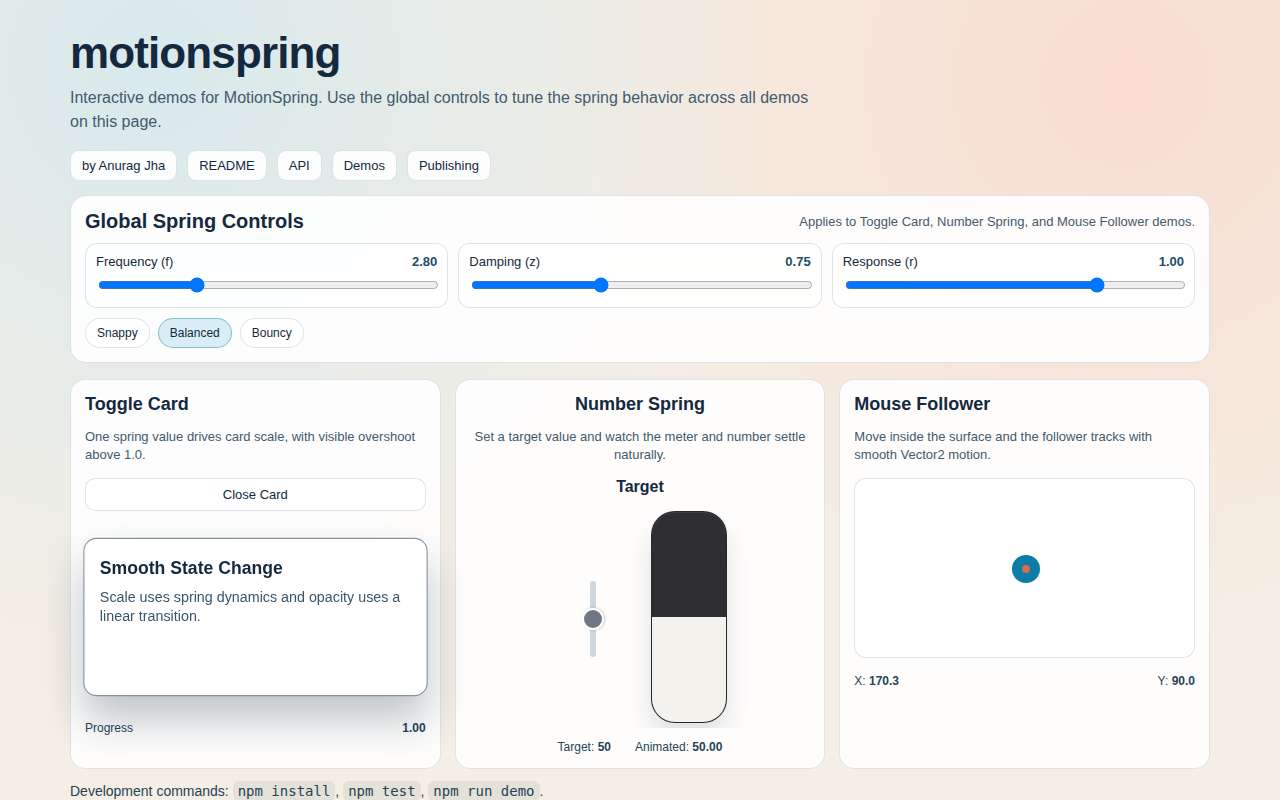 motionspring
Interactive demos for MotionSpring. Use the global controls to tune the spring behavior across all demos
on this page.
by Anurag Jha README API Demos Publishing
Global Spring Controls Applies to Toggle Card, Number Spring, and Mouse Follower demos.
Frequency (f) 2.80 Damping (z) 0.75 Response (r) 1.00
Snappy Balanced Bouncy
Toggle Card
One spring value drives card scale, with visible overshoot
above 1.0.
Close Card
Smooth State Change
Scale uses spring dynamics and opacity uses a
linear transition.
Progress 1.00
Number Spring
Set a target value and watch the meter and number settle
naturally.
Target
Target: 50 Animated: 50.00
Mouse Follower
Move inside the surface and the follower tracks with
smooth Vector2 motion.
X: 170.3 Y: 90.0
Development commands: npm install, npm test, npm run demo.